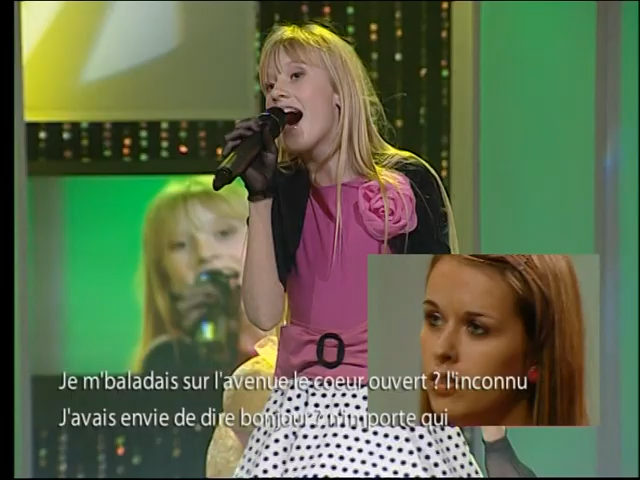 Je m'baladais sur l'avenue le coeur ouvert ? l'inconnu
J'avais envie de dire bonjour ? n'importe qui